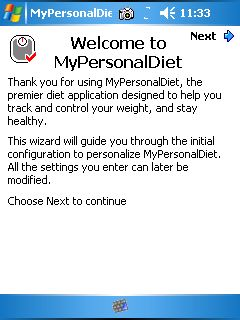 MyPersonalDie 11:33
Next
Welcome to
MyPersonalDiet
Thank you for using MyPersonalDiet, the
premier diet application designed to help you
track and control your weight, and stay
healthy.
This wizard will guide you through the initial
configuration to personalize MyPersonalDiet.
All the settings you enter can later be
modified.
Choose Next to continue